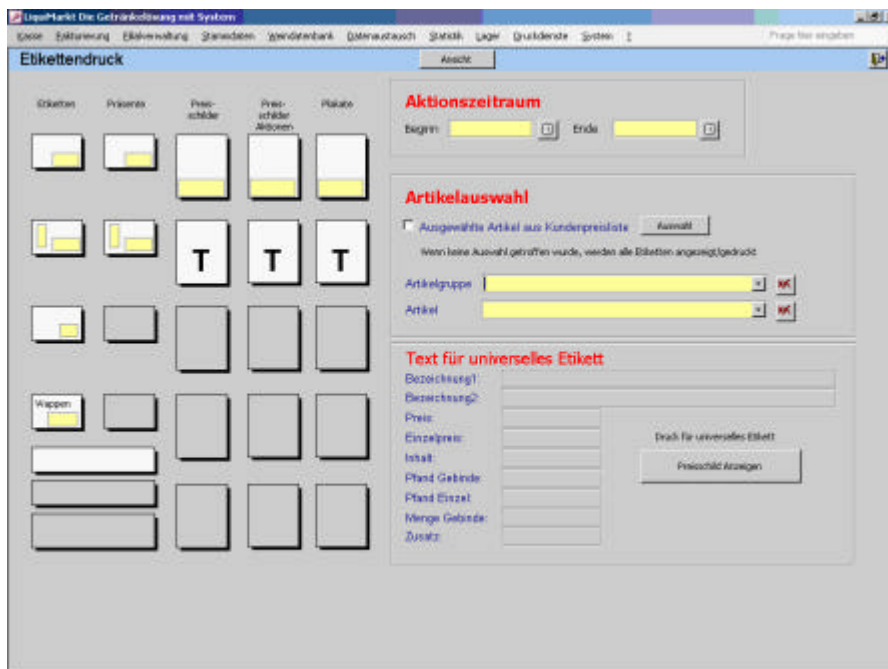 LiquiMarkt Die Getränkelösung mit System
Kasse Fakturierung Filialverwaltung Stammdaten Weindatenbank Datenaustausch Statistik Lager Druckdienste System ? Frage hier eingeben
Etikettendruck Ansicht
Etiketten Präsente Preis-
schilder Preis-
schilder
Aktionen Plakate
Aktionszeitraum
Beginn Ende
Artikelauswahl
Ausgewählte Artikel aus Kundenpreisliste Auswahl
Wenn keine Auswahl getroffen wurde, werden alle Etiketten angezeigt/gedruckt
T T T
Artikelgruppe
Artikel
Text für universelles Etikett
Bezeichnung1:
Bezeichnung2:
Wappen
Preis:
Einzelpreis: Druck für universelles Etikett
Inhalt:
Preisschild Anzeigen
Pfand Gebinde:
Pfand Einzel:
Menge Gebinde:
Zusatz: